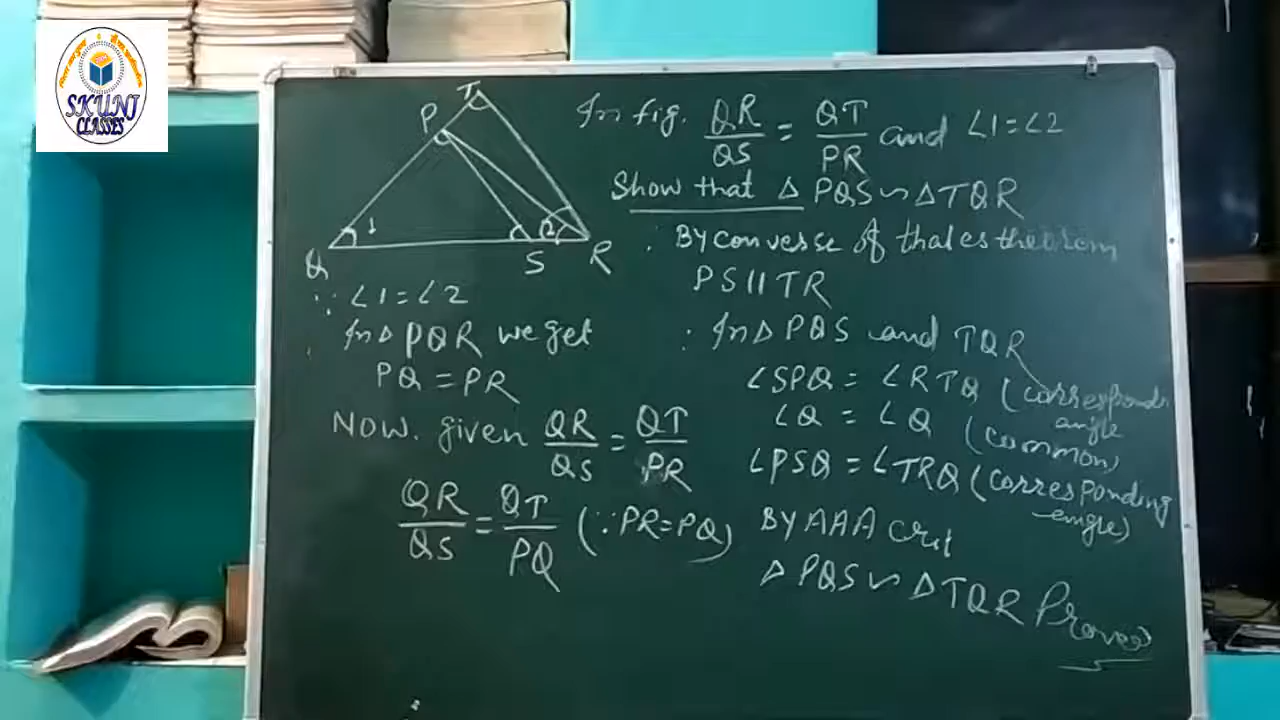 SKUNJ
CLASSES
T
P
1
2
Q
S
R
In fig. QR/QS = QT/PR and ∠1=∠2
Show that △ PQS ∽ △TQR
∵ ∠1=∠2
In△ PQR we get
PQ = PR
Now. given QR/QS = QT/PR
QR/QS = QT/PQ (∵ PR=PQ)
∴ By converse of thales theorem
PS || TR
∴ In△ PQS and TQR
∠SPQ = ∠RTQ (corresponding
angle
∠Q = ∠Q (common)
∠PSQ = ∠TRQ (corresponding
angle)
By AAA crit
△ PQS ∽ △TQR Proved